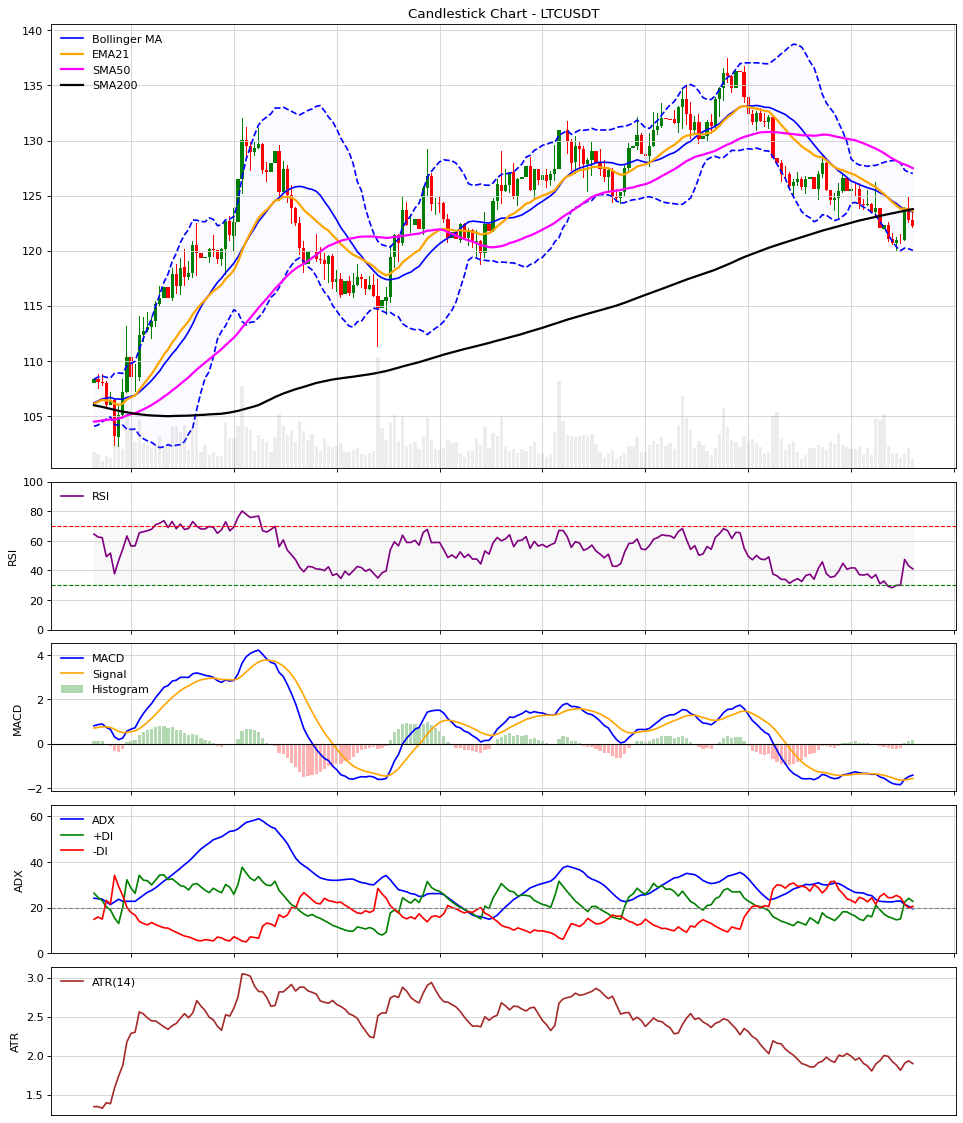 Candlestick Chart - LTCUSDT
Bollinger MA
EMA21
SMA50
SMA200
140
135
130
125
120
115
110
105
RSI
100
80
60
40
20
0
RSI
MACD
Signal
Histogram
4
2
0
−2
MACD
ADX
+DI
-DI
60
40
20
0
ADX
ATR(14)
3.0
2.5
2.0
1.5
ATR